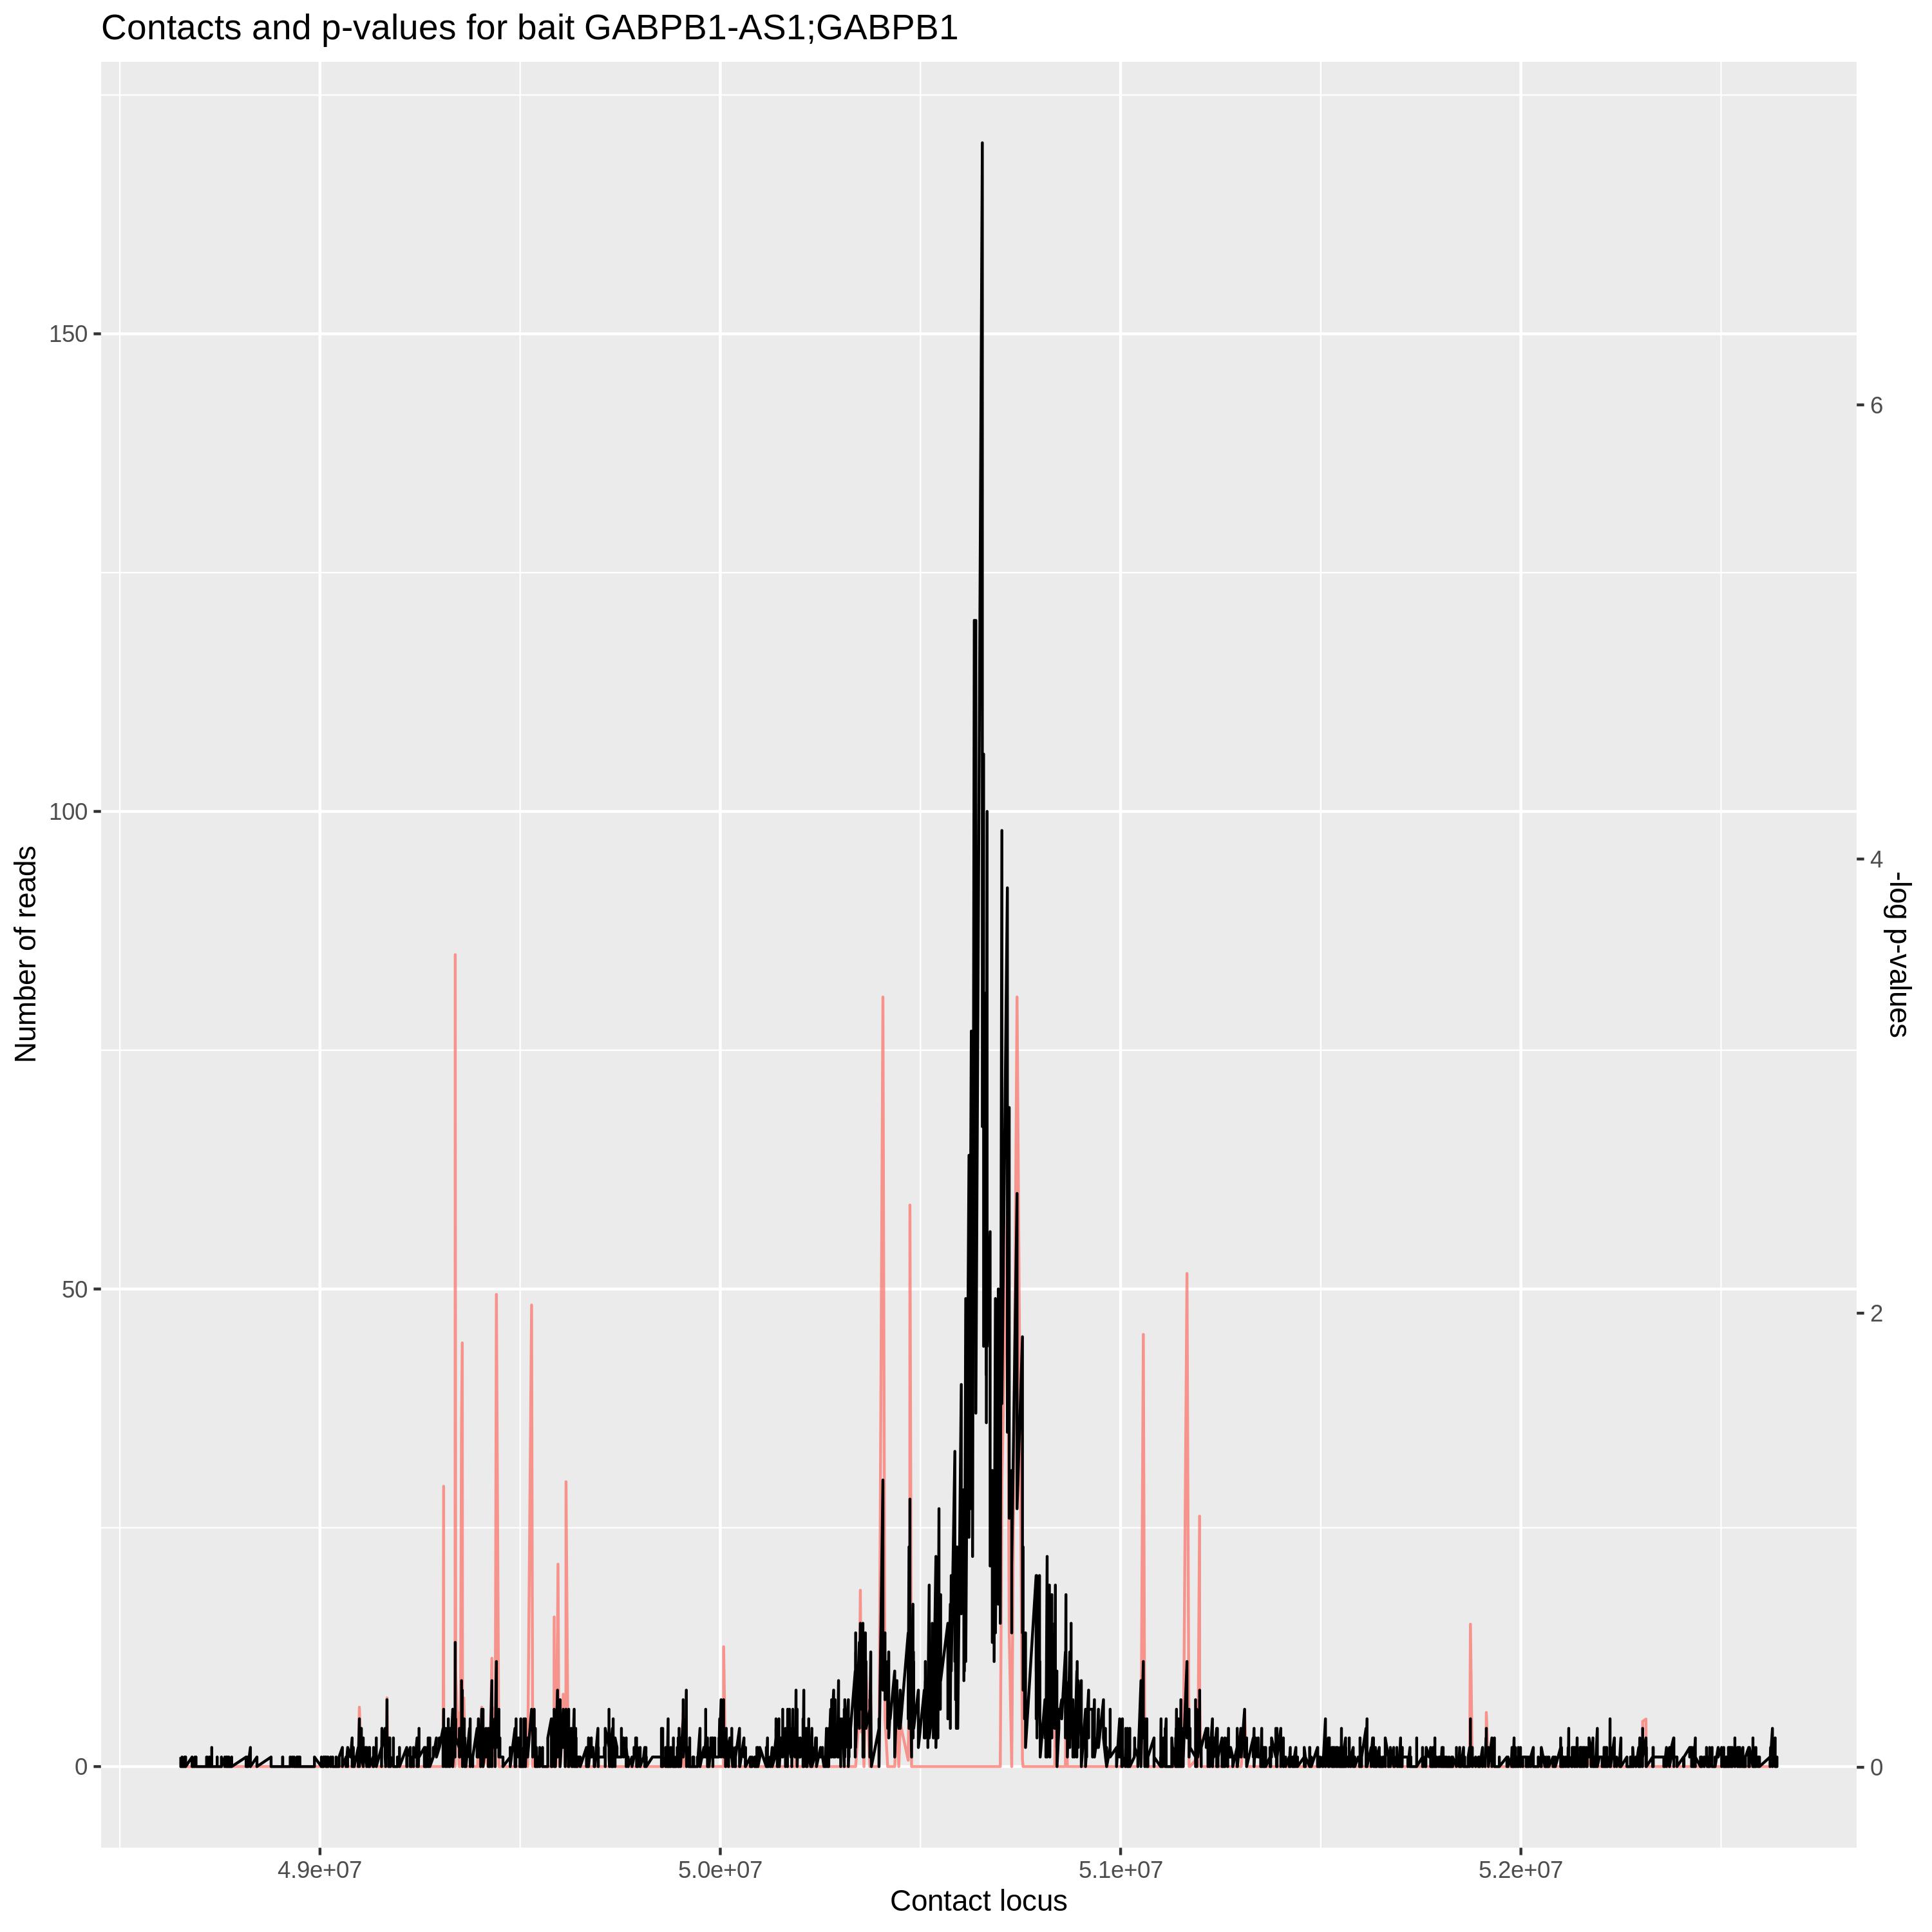 Contacts and p-values for bait GABPB1-AS1;GABPB1
150
100
50
0
Number of reads
6
4
2
0
-log p-values
4.9e+07
5.0e+07
5.1e+07
5.2e+07
Contact locus